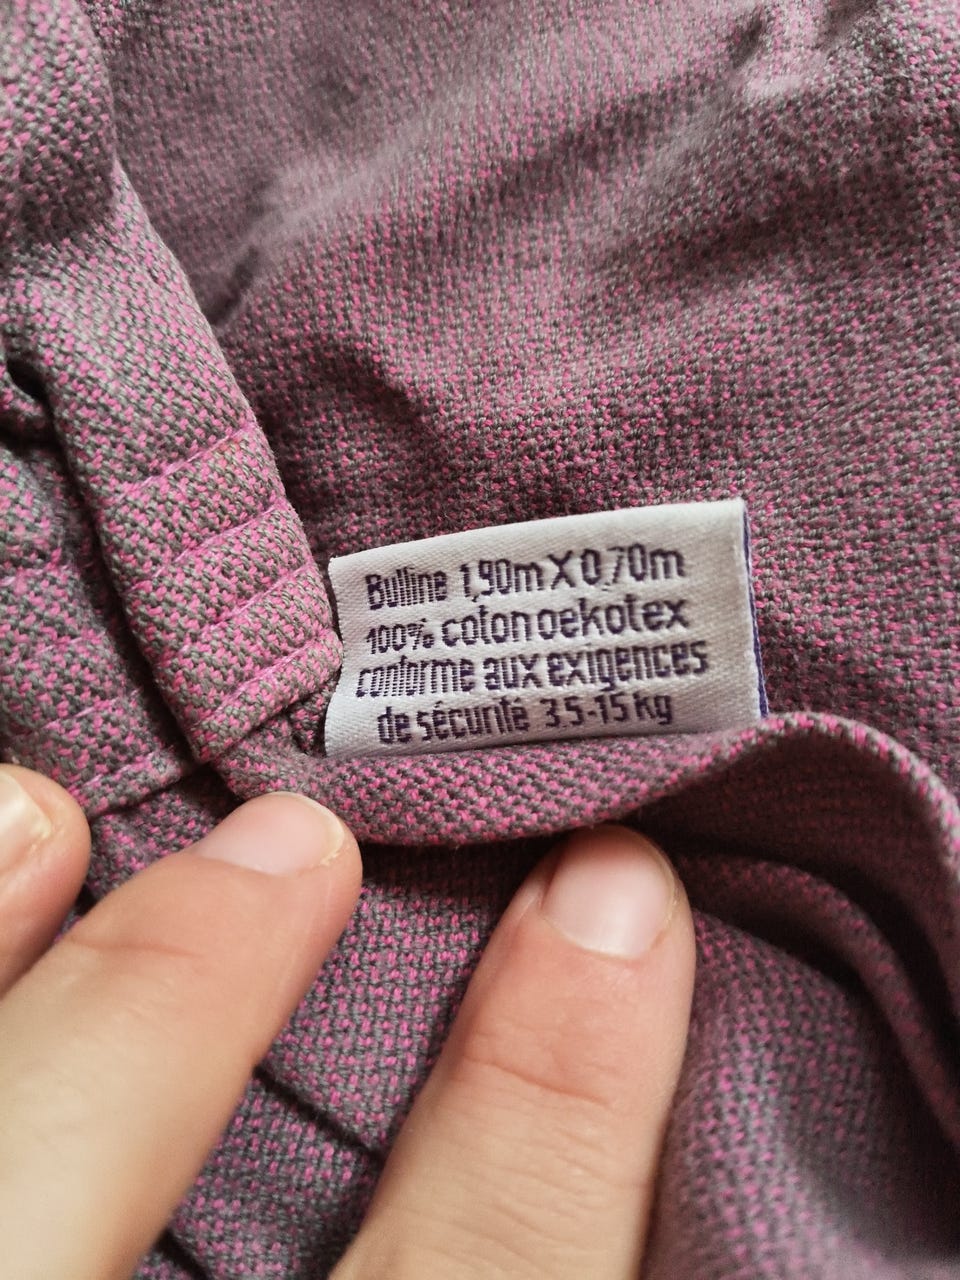 Bulline 1,90m X 0,70m
100% coton oekotex
conforme aux exigences
de sécurité 3.5-15 kg